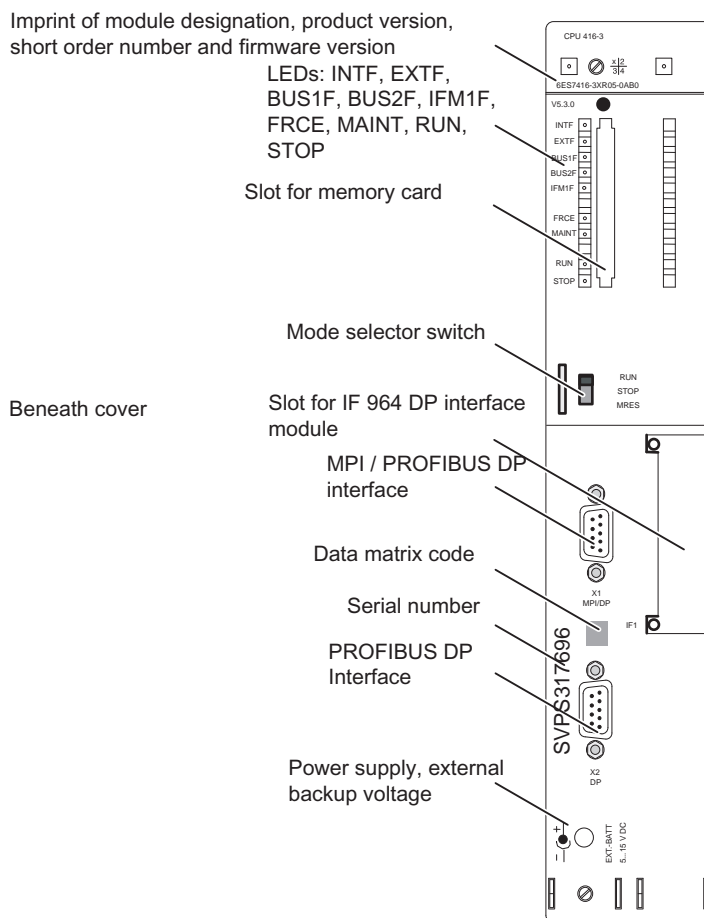 Imprint of module designation, product version,
short order number and firmware version
LEDs: INTF, EXTF,
BUS1F, BUS2F, IFM1F,
FRCE, MAINT, RUN,
STOP
Slot for memory card
Mode selector switch
Beneath cover
Slot for IF 964 DP interface
module
MPI / PROFIBUS DP
interface
Data matrix code
Serial number
PROFIBUS DP
Interface
Power supply, external
backup voltage
CPU 416-3
X 2
3 4
6ES7416-3XR05-0AB0
V5.3.0
INTF
EXTF
BUS1F
BUS2F
IFM1F
FRCE
MAINT
RUN
STOP
RUN
STOP
MRES
X1
MPI/DP
IF1
SVPS317696
X2
DP
EXT.-BATT
5...15 V DC